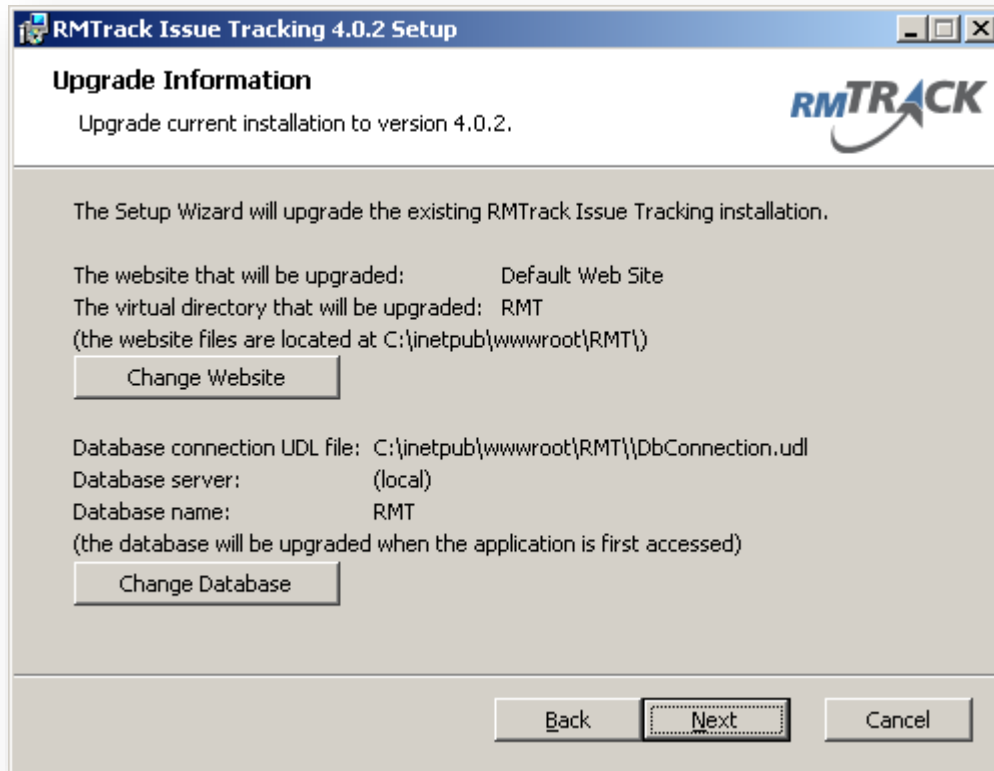 RMTrack Issue Tracking 4.0.2 Setup
Upgrade Information
Upgrade current installation to version 4.0.2.
RMTRACK
The Setup Wizard will upgrade the existing RMTrack Issue Tracking installation.
The website that will be upgraded: Default Web Site
The virtual directory that will be upgraded: RMT
(the website files are located at C:\inetpub\wwwroot\RMT\)
Change Website
Database connection UDL file: C:\inetpub\wwwroot\RMT\\DbConnection.udl
Database server: (local)
Database name: RMT
(the database will be upgraded when the application is first accessed)
Change Database
Back Next Cancel